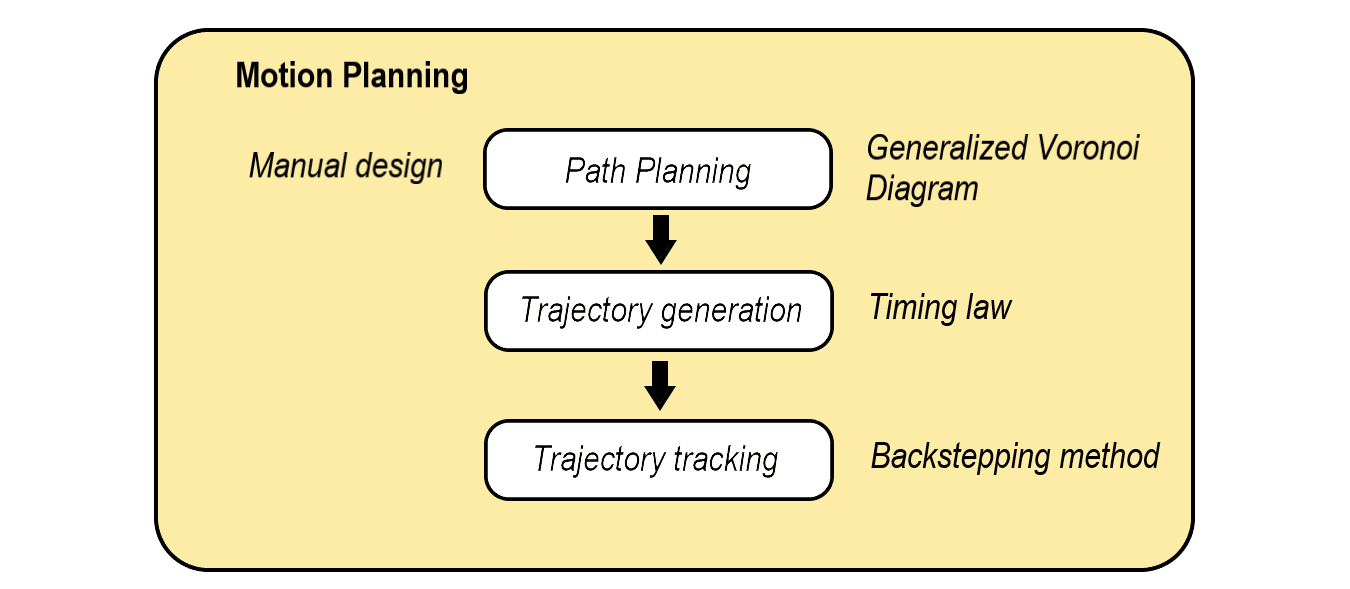 Motion Planning
Manual design
Path Planning
Generalized Voronoi
Diagram
Trajectory generation
Timing law
Trajectory tracking
Backstepping method